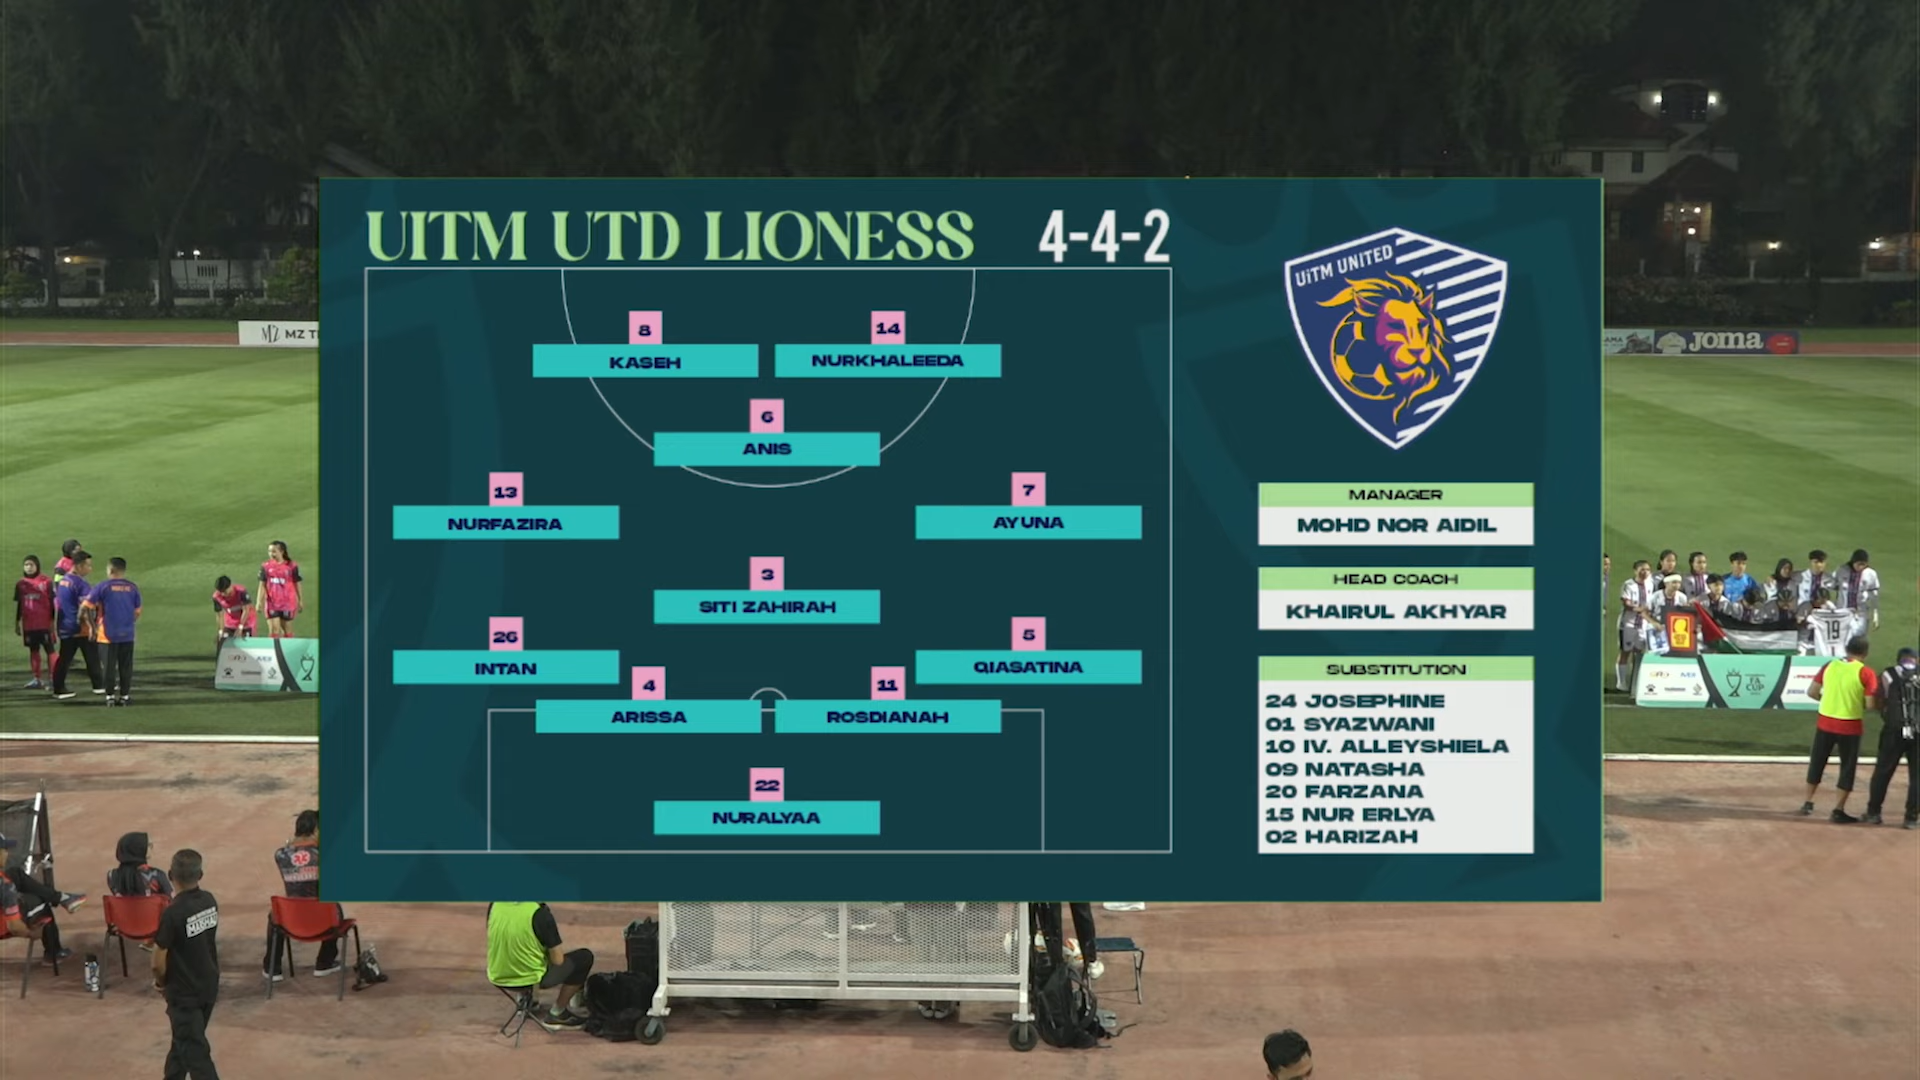 UITM UTD LIONESS 4-4-2
8
KASEH
14
NURKHALEEDA
6
ANIS
13
NURFAZIRA
7
AYUNA
3
SITI ZAHIRAH
26
INTAN
5
QIASATINA
4
ARISSA
11
ROSDIANAH
22
NURALYAA
UiTM UNITED
MANAGER
MOHD NOR AIDIL
HEAD COACH
KHAIRUL AKHYAR
SUBSTITUTION
24 JOSEPHINE
01 SYAZWANI
10 IV. ALLEYSHIELA
09 NATASHA
20 FARZANA
15 NUR ERLYA
02 HARIZAH
MZ
JOMA
19
FA
CUP